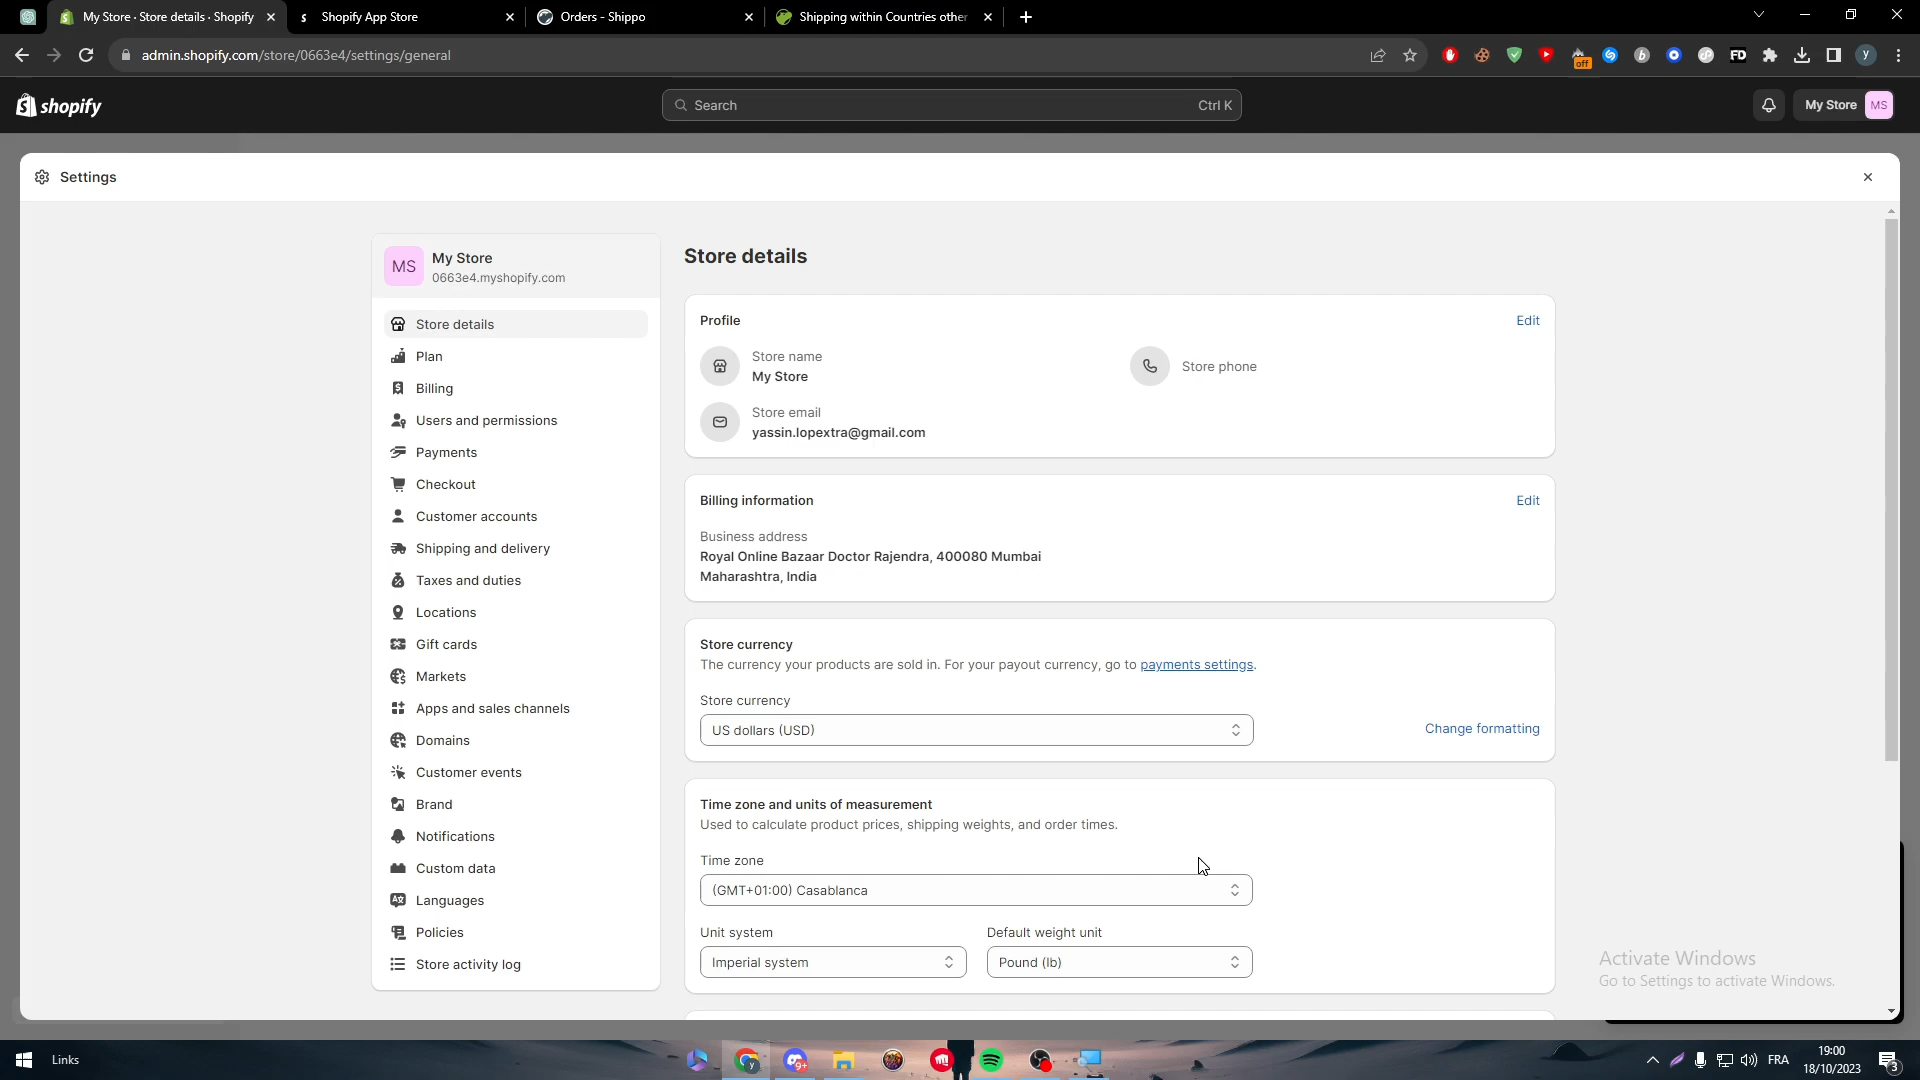 My Store · Store details · Shopify
Shopify App Store
Orders - Shippo
Shipping within Countries other
admin.shopify.com/store/0663e4/settings/general
off
FD
y
shopify
Search
Ctrl K
My Store
MS
Settings
MS
My Store
0663e4.myshopify.com
Store details
Plan
Billing
Users and permissions
Payments
Checkout
Customer accounts
Shipping and delivery
Taxes and duties
Locations
Gift cards
Markets
Apps and sales channels
Domains
Customer events
Brand
Notifications
Custom data
Languages
Policies
Store activity log
Store details
Profile
Edit
Store name
My Store
Store phone
Store email
yassin.lopextra@gmail.com
Billing information
Edit
Business address
Royal Online Bazaar Doctor Rajendra, 400080 Mumbai
Maharashtra, India
Store currency
The currency your products are sold in. For your payout currency, go to payments settings.
Store currency
US dollars (USD)
Change formatting
Time zone and units of measurement
Used to calculate product prices, shipping weights, and order times.
Time zone
(GMT+01:00) Casablanca
Unit system
Default weight unit
Imperial system
Pound (lb)
Activate Windows
Go to Settings to activate Windows.
Links
9+
FRA
19:00
18/10/2023
3